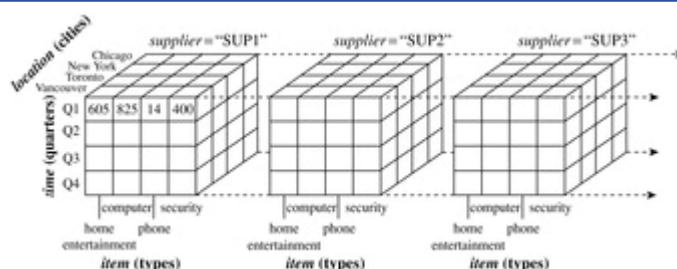 location (cities)
supplier = "SUP1" supplier = "SUP2" supplier = "SUP3"
Chicago
New York
Toronto
Vancouver
time (quarters)
Q1 605 825 14 400
Q2
Q3
Q4
computer security computer security computer security
home phone home phone home phone
entertainment entertainment entertainment
item (types) item (types) item (types)